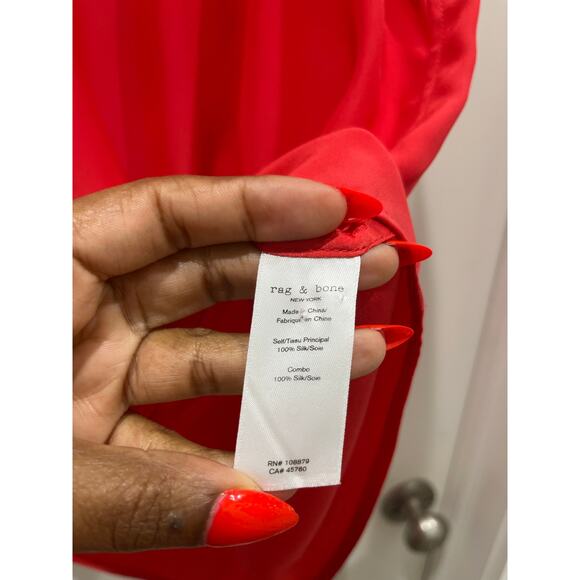 rag & bone
NEW YORK
Made in China/
Fabriqué en Chine
Self/Tissu Principal
100% Silk/Soie
Combo
100% Silk/Soie
RN# 108879
CA# 45760